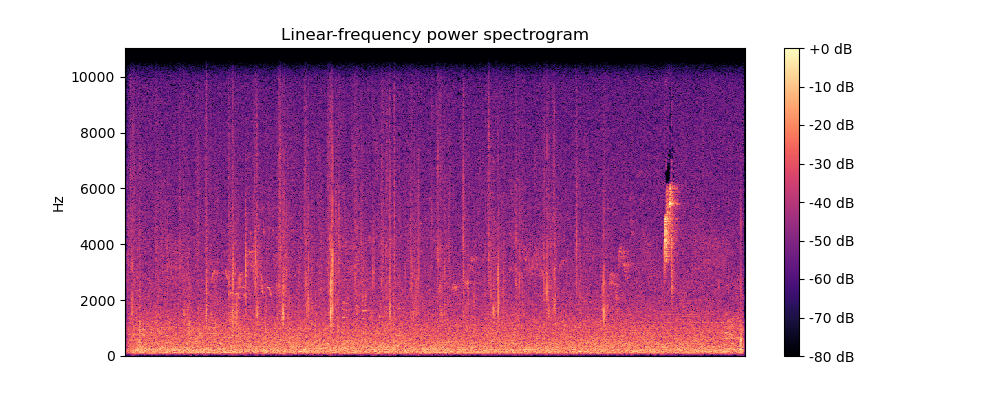 Linear-frequency power spectrogram
Hz
10000
8000
6000
4000
2000
0
+0 dB
-10 dB
-20 dB
-30 dB
-40 dB
-50 dB
-60 dB
-70 dB
-80 dB